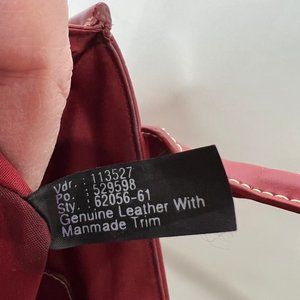 Vdr. : 113527
Po. : 529598
Sty. : 62056-61
Genuine Leather With
Manmade Trim